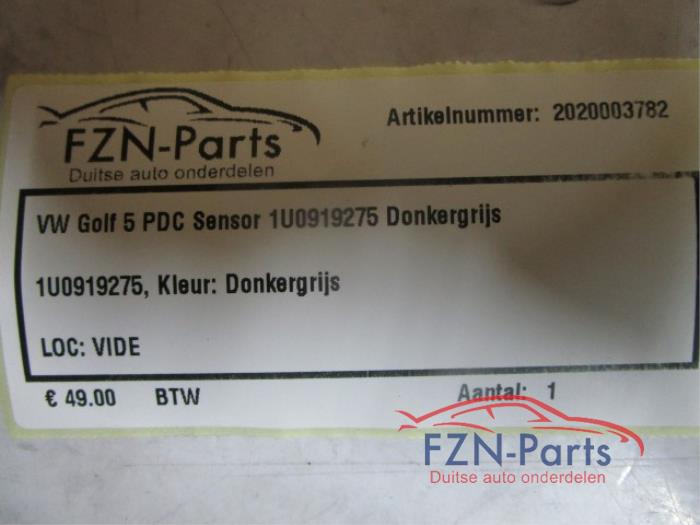 FZN-Parts
Duitse auto onderdelen
Artikelnummer: 2020003782
VW Golf 5 PDC Sensor 1U0919275 Donkergrijs
1U0919275, Kleur: Donkergrijs
LOC: VIDE
€ 49.00 BTW Aantal: 1
FZN-Parts
Duitse auto onderdelen